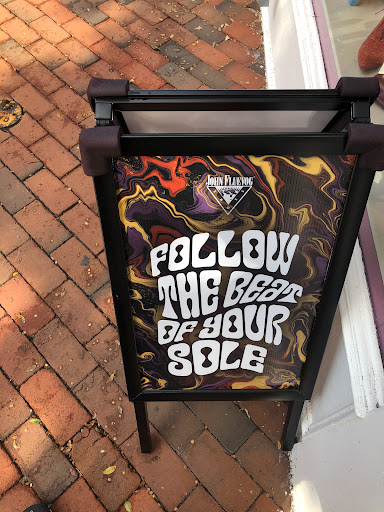 JOHN FLUEVOG
FOLLOW
THE BEAT
OF YOUR
SOLE